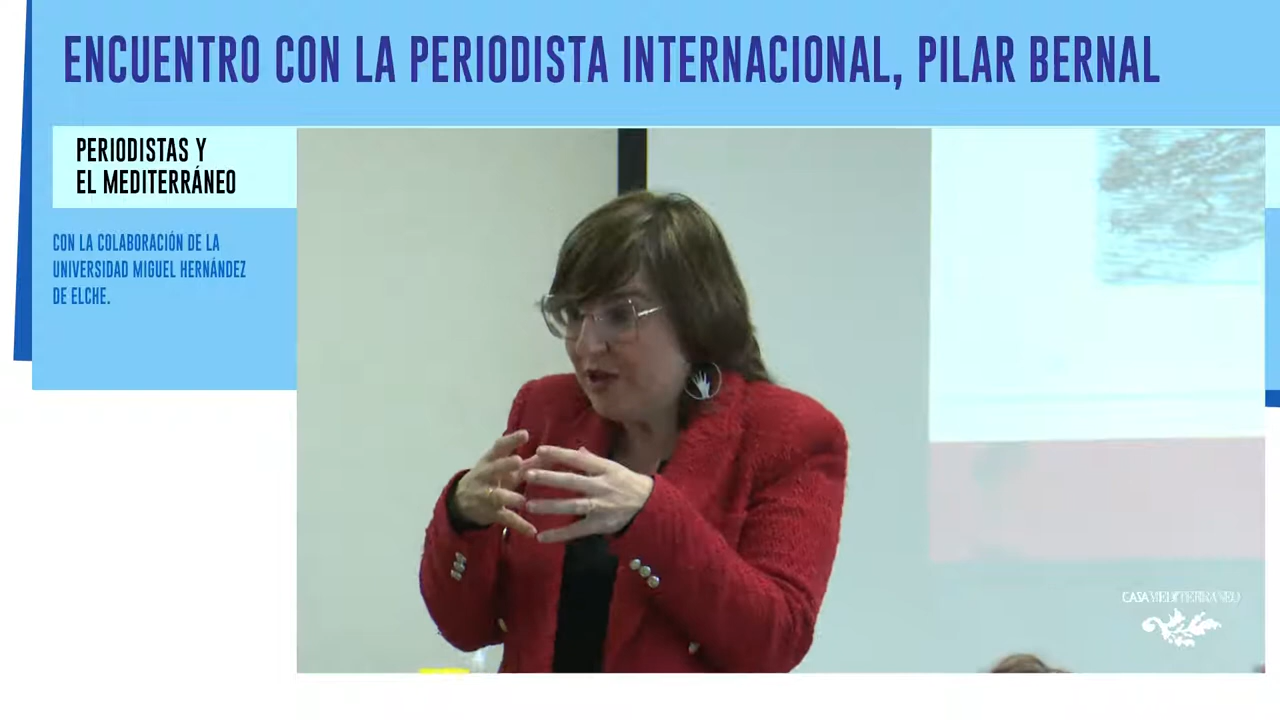 ENCUENTRO CON LA PERIODISTA INTERNACIONAL, PILAR BERNAL
PERIODISTAS Y
EL MEDITERRÁNEO
CON LA COLABORACIÓN DE LA
UNIVERSIDAD MIGUEL HERNÁNDEZ
DE ELCHE.
CASA MEDITERRANEO